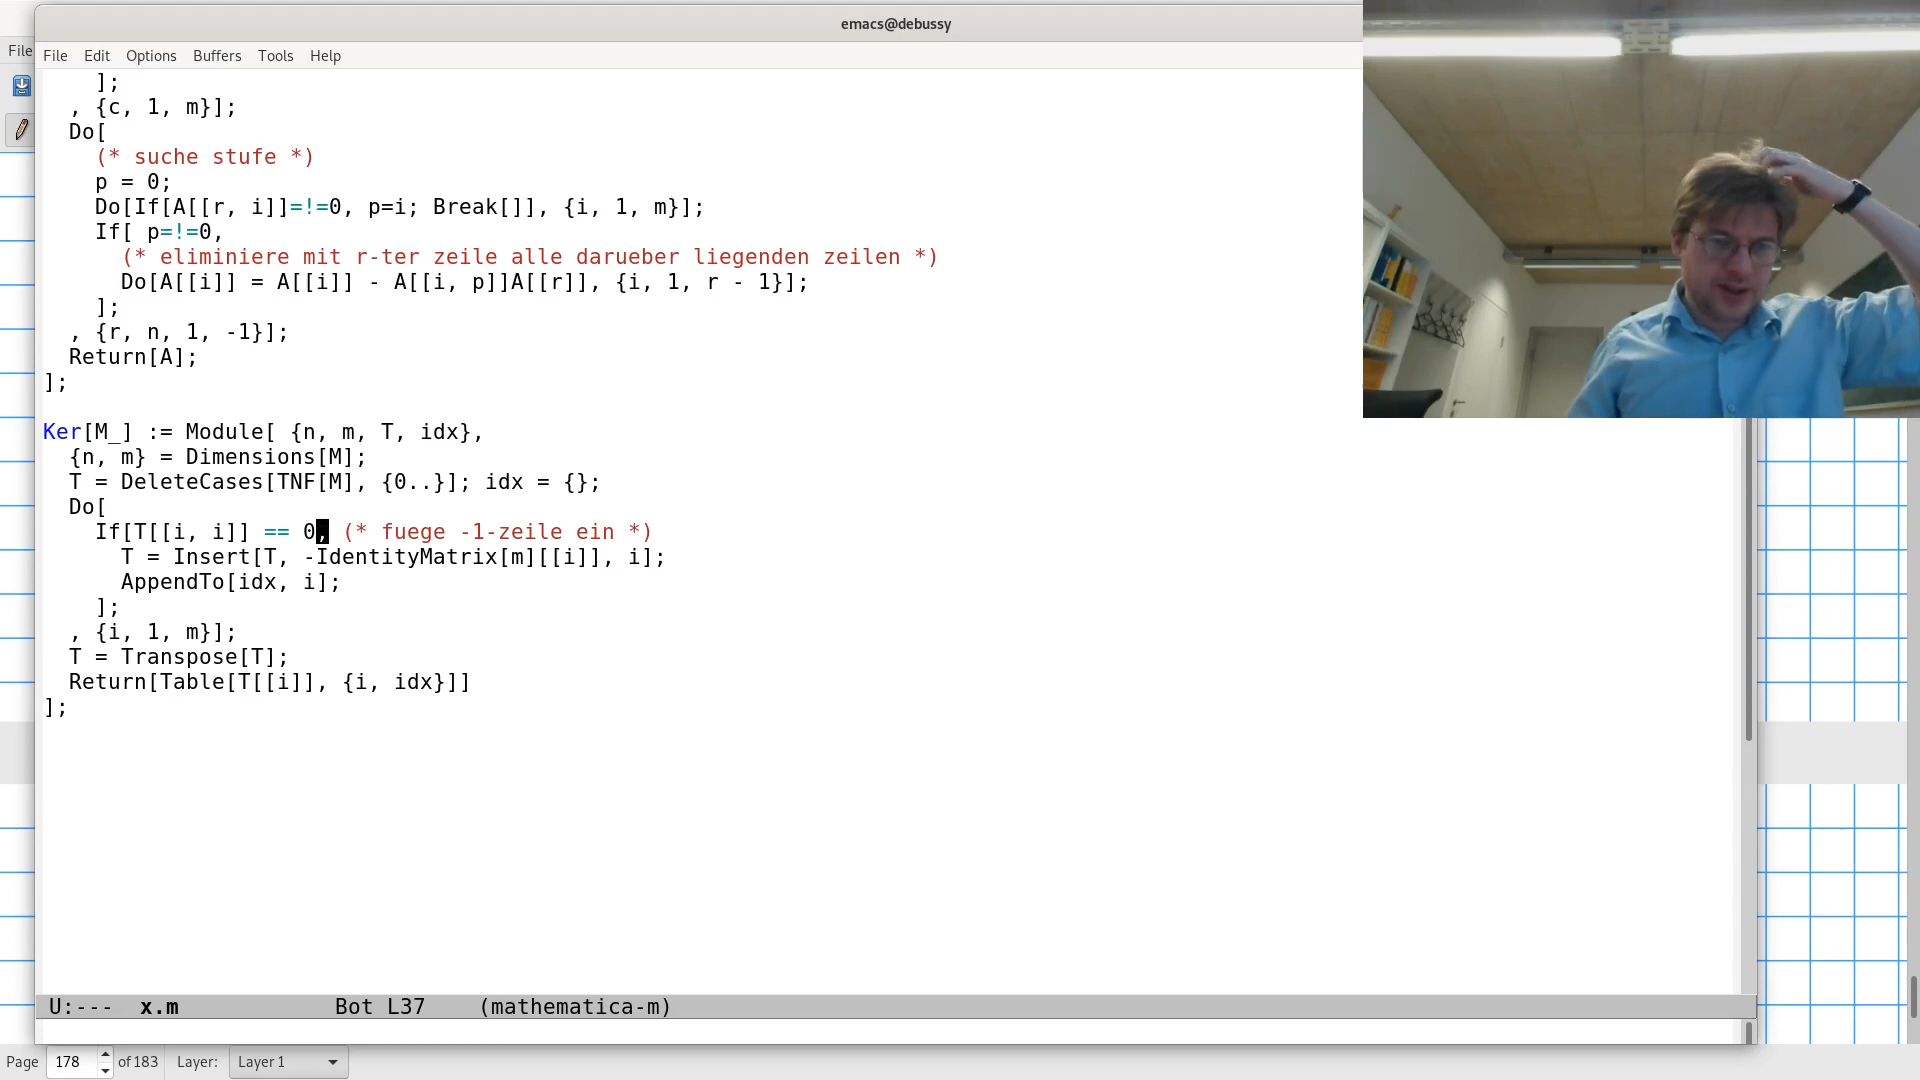 emacs@debussy
File
File Edit Options Buffers Tools Help
];
, {c, 1, m}];
Do[
(* suche stufe *)
p = 0;
Do[If[A[[r, i]]=!=0, p=i; Break[]], {i, 1, m}];
If[ p=!=0,
(* eliminiere mit r-ter zeile alle darueber liegenden zeilen *)
Do[A[[i]] = A[[i]] - A[[i, p]]A[[r]], {i, 1, r - 1}];
];
, {r, n, 1, -1}];
Return[A];
];
Ker[M_] := Module[ {n, m, T, idx},
{n, m} = Dimensions[M];
T = DeleteCases[TNF[M], {0..}]; idx = {};
Do[
If[T[[i, i]] == 0, (* fuege -1-zeile ein *)
T = Insert[T, -IdentityMatrix[m][[i]], i];
AppendTo[idx, i];
];
, {i, 1, m}];
T = Transpose[T];
Return[Table[T[[i]], {i, idx}]]
];
U:--- x.m Bot L37 (mathematica-m)
Page 178 of 183 Layer: Layer 1